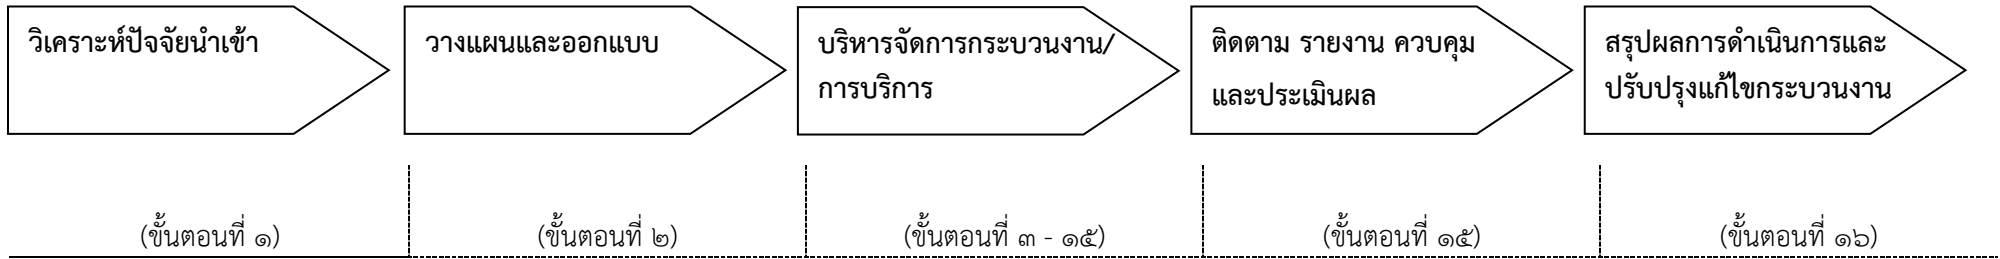 วิเคราะห์ปัจจัยนำเข้า
วางแผนและออกแบบ
บริหารจัดการกระบวนงาน/
การบริการ
ติดตาม รายงาน ควบคุม
และประเมินผล
สรุปผลการดำเนินการและ
ปรับปรุงแก้ไขกระบวนงาน
(ขั้นตอนที่ ๑)
(ขั้นตอนที่ ๒)
(ขั้นตอนที่ ๓ - ๑๕)
(ขั้นตอนที่ ๑๕)
(ขั้นตอนที่ ๑๖)